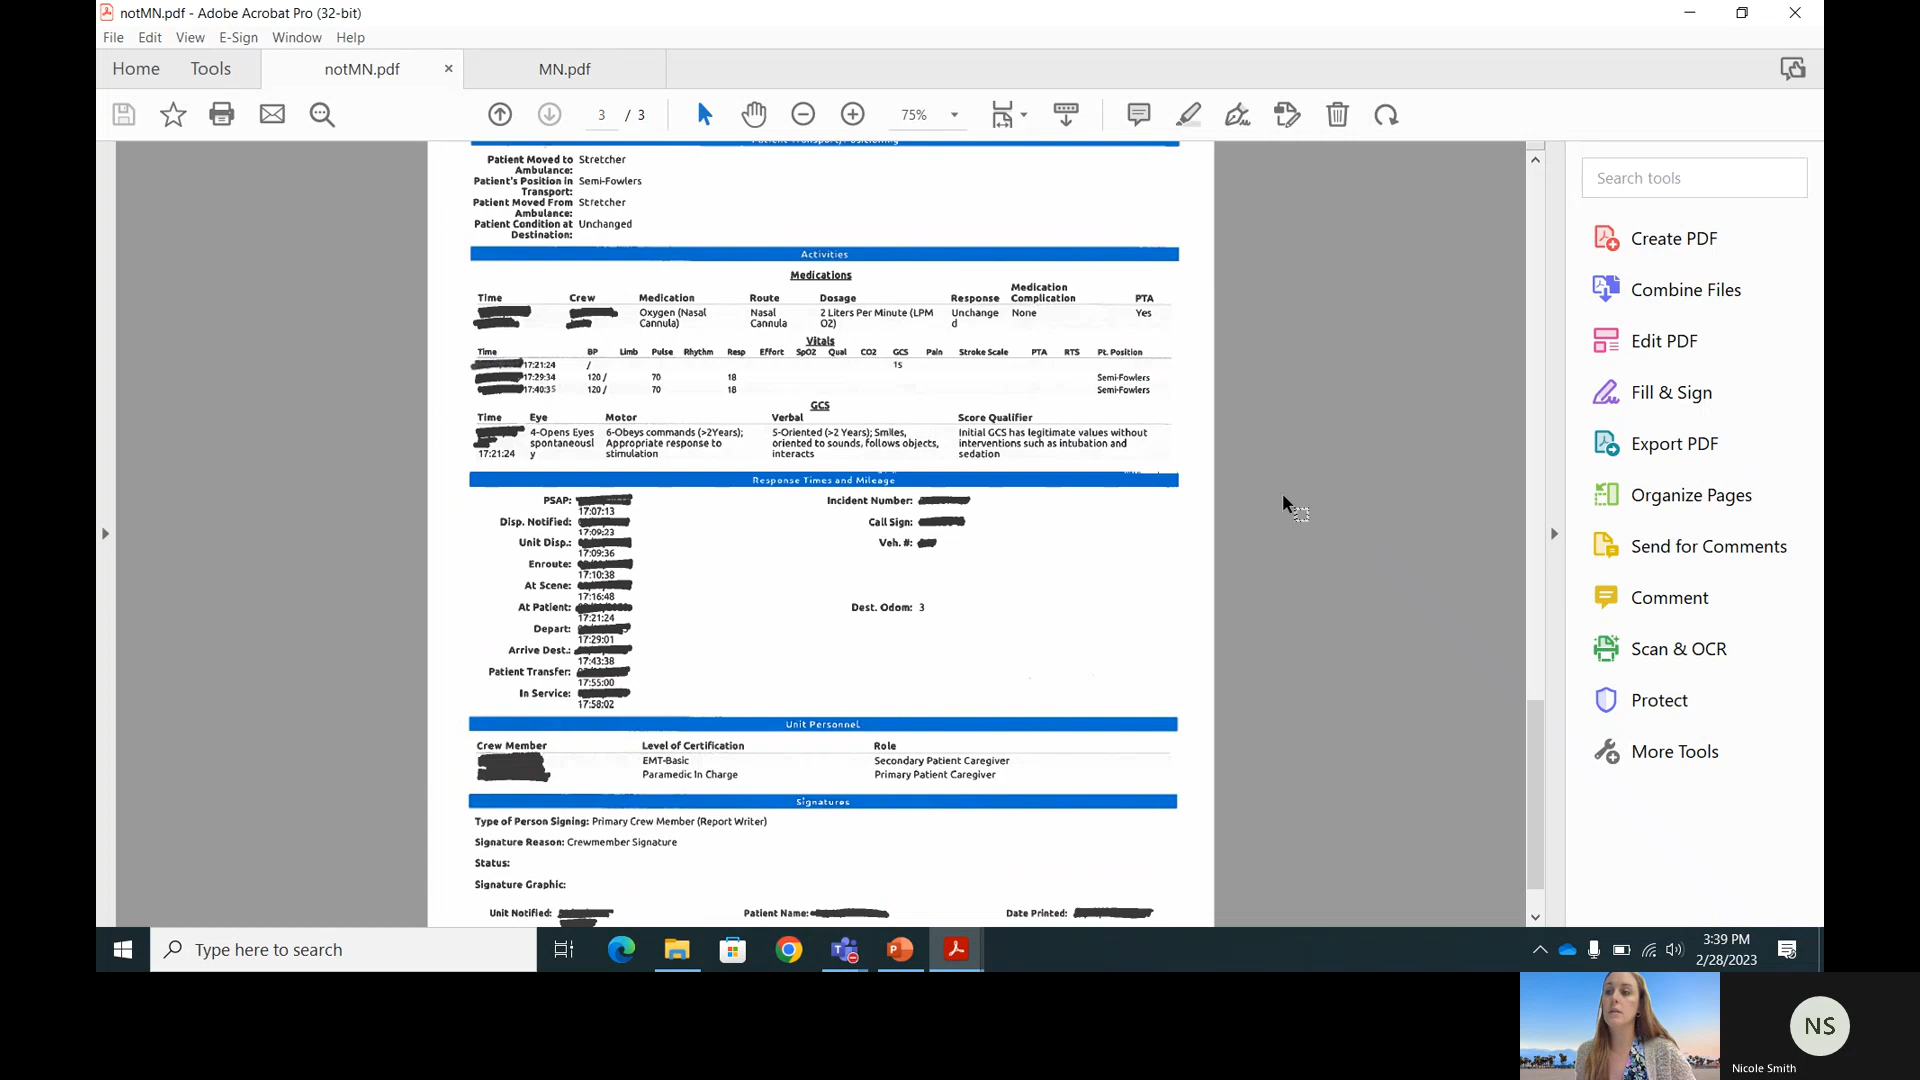 notMN.pdf - Adobe Acrobat Pro (32-bit)
File Edit View E-Sign Window Help
Home Tools notMN.pdf × MN.pdf
3 / 3 75%
Patient Transport/Positioning
Patient Moved to Ambulance: Stretcher
Patient's Position in Transport: Semi-Fowlers
Patient Moved From Ambulance: Stretcher
Patient Condition at Destination: Unchanged
Activities
Medications
Time Crew Medication Route Dosage Response Medication Complication PTA
Oxygen (Nasal Cannula) Nasal Cannula 2 Liters Per Minute (LPM O2) Unchanged None Yes
Vitals
Time BP Limb Pulse Rhythm Resp Effort SpO2 Qual CO2 GCS Pain Stroke Scale PTA RTS Pt. Position
17:21:24 / 15
17:29:34 120 / 70 18 Semi-Fowlers
17:40:35 120 / 70 18 Semi-Fowlers
GCS
Time Eye Motor Verbal Score Qualifier
4-Opens Eyes 6-Obeys commands (>2Years); 5-Oriented (>2 Years); Smiles, Initial GCS has legitimate values without
spontaneousl Appropriate response to oriented to sounds, follows objects, interventions such as intubation and
17:21:24 y stimulation interacts sedation
Response Times and Mileage
PSAP: Incident Number:
17:07:13
Disp. Notified: Call Sign:
17:09:23
Unit Disp.: Veh. #:
17:09:36
Enroute:
17:10:38
At Scene:
17:16:48
At Patient: Dest. Odom: 3
17:21:24
Depart:
17:29:01
Arrive Dest.:
17:43:38
Patient Transfer:
17:55:00
In Service:
17:58:02
Unit Personnel
Crew Member Level of Certification Role
EMT-Basic Secondary Patient Caregiver
Paramedic In Charge Primary Patient Caregiver
Signatures
Type of Person Signing: Primary Crew Member (Report Writer)
Signature Reason: Crewmember Signature
Status:
Signature Graphic:
Unit Notified: Patient Name: Date Printed:
Search tools
Create PDF
Combine Files
Edit PDF
Fill & Sign
Export PDF
Organize Pages
Send for Comments
Comment
Scan & OCR
Protect
More Tools
Type here to search
3:39 PM
2/28/2023
NS
Nicole Smith